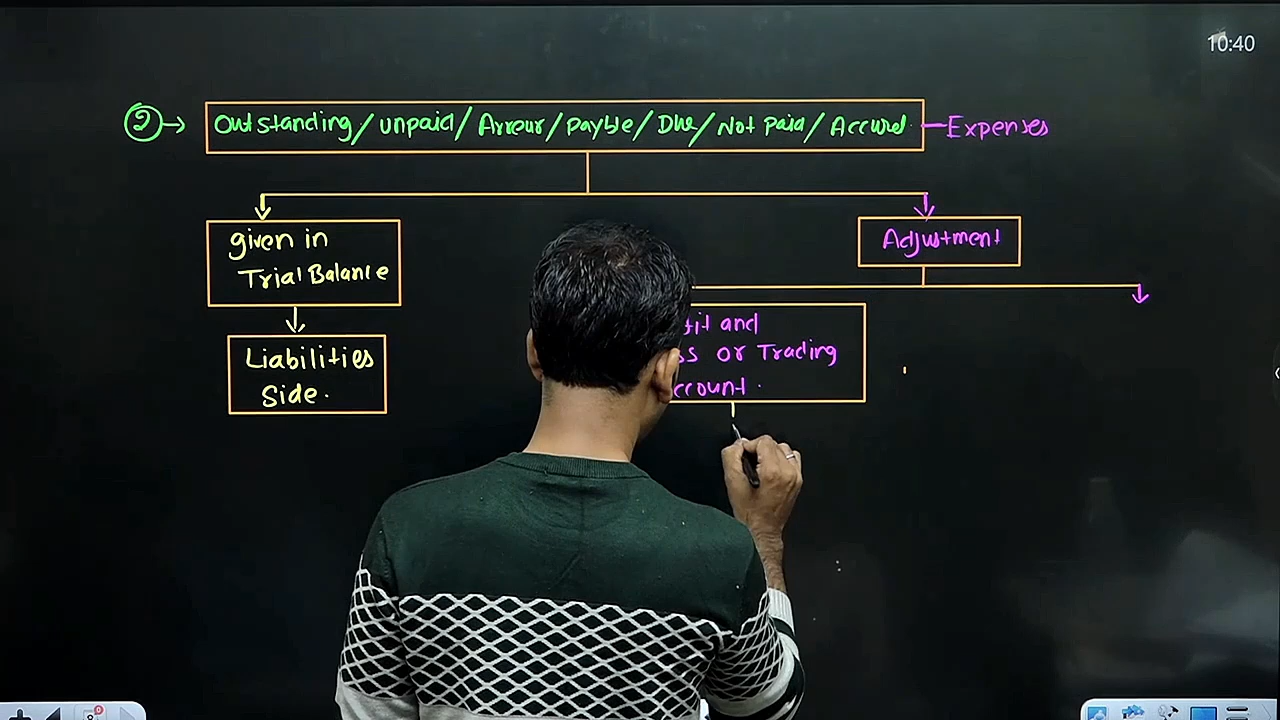 10:40
2 → Outstanding/unpaid/Arrear/payble/Due/Not Paid/Accured - Expenses
given in
Trial Balance
Adjustment
Liabilities
Side.
and
or Trading